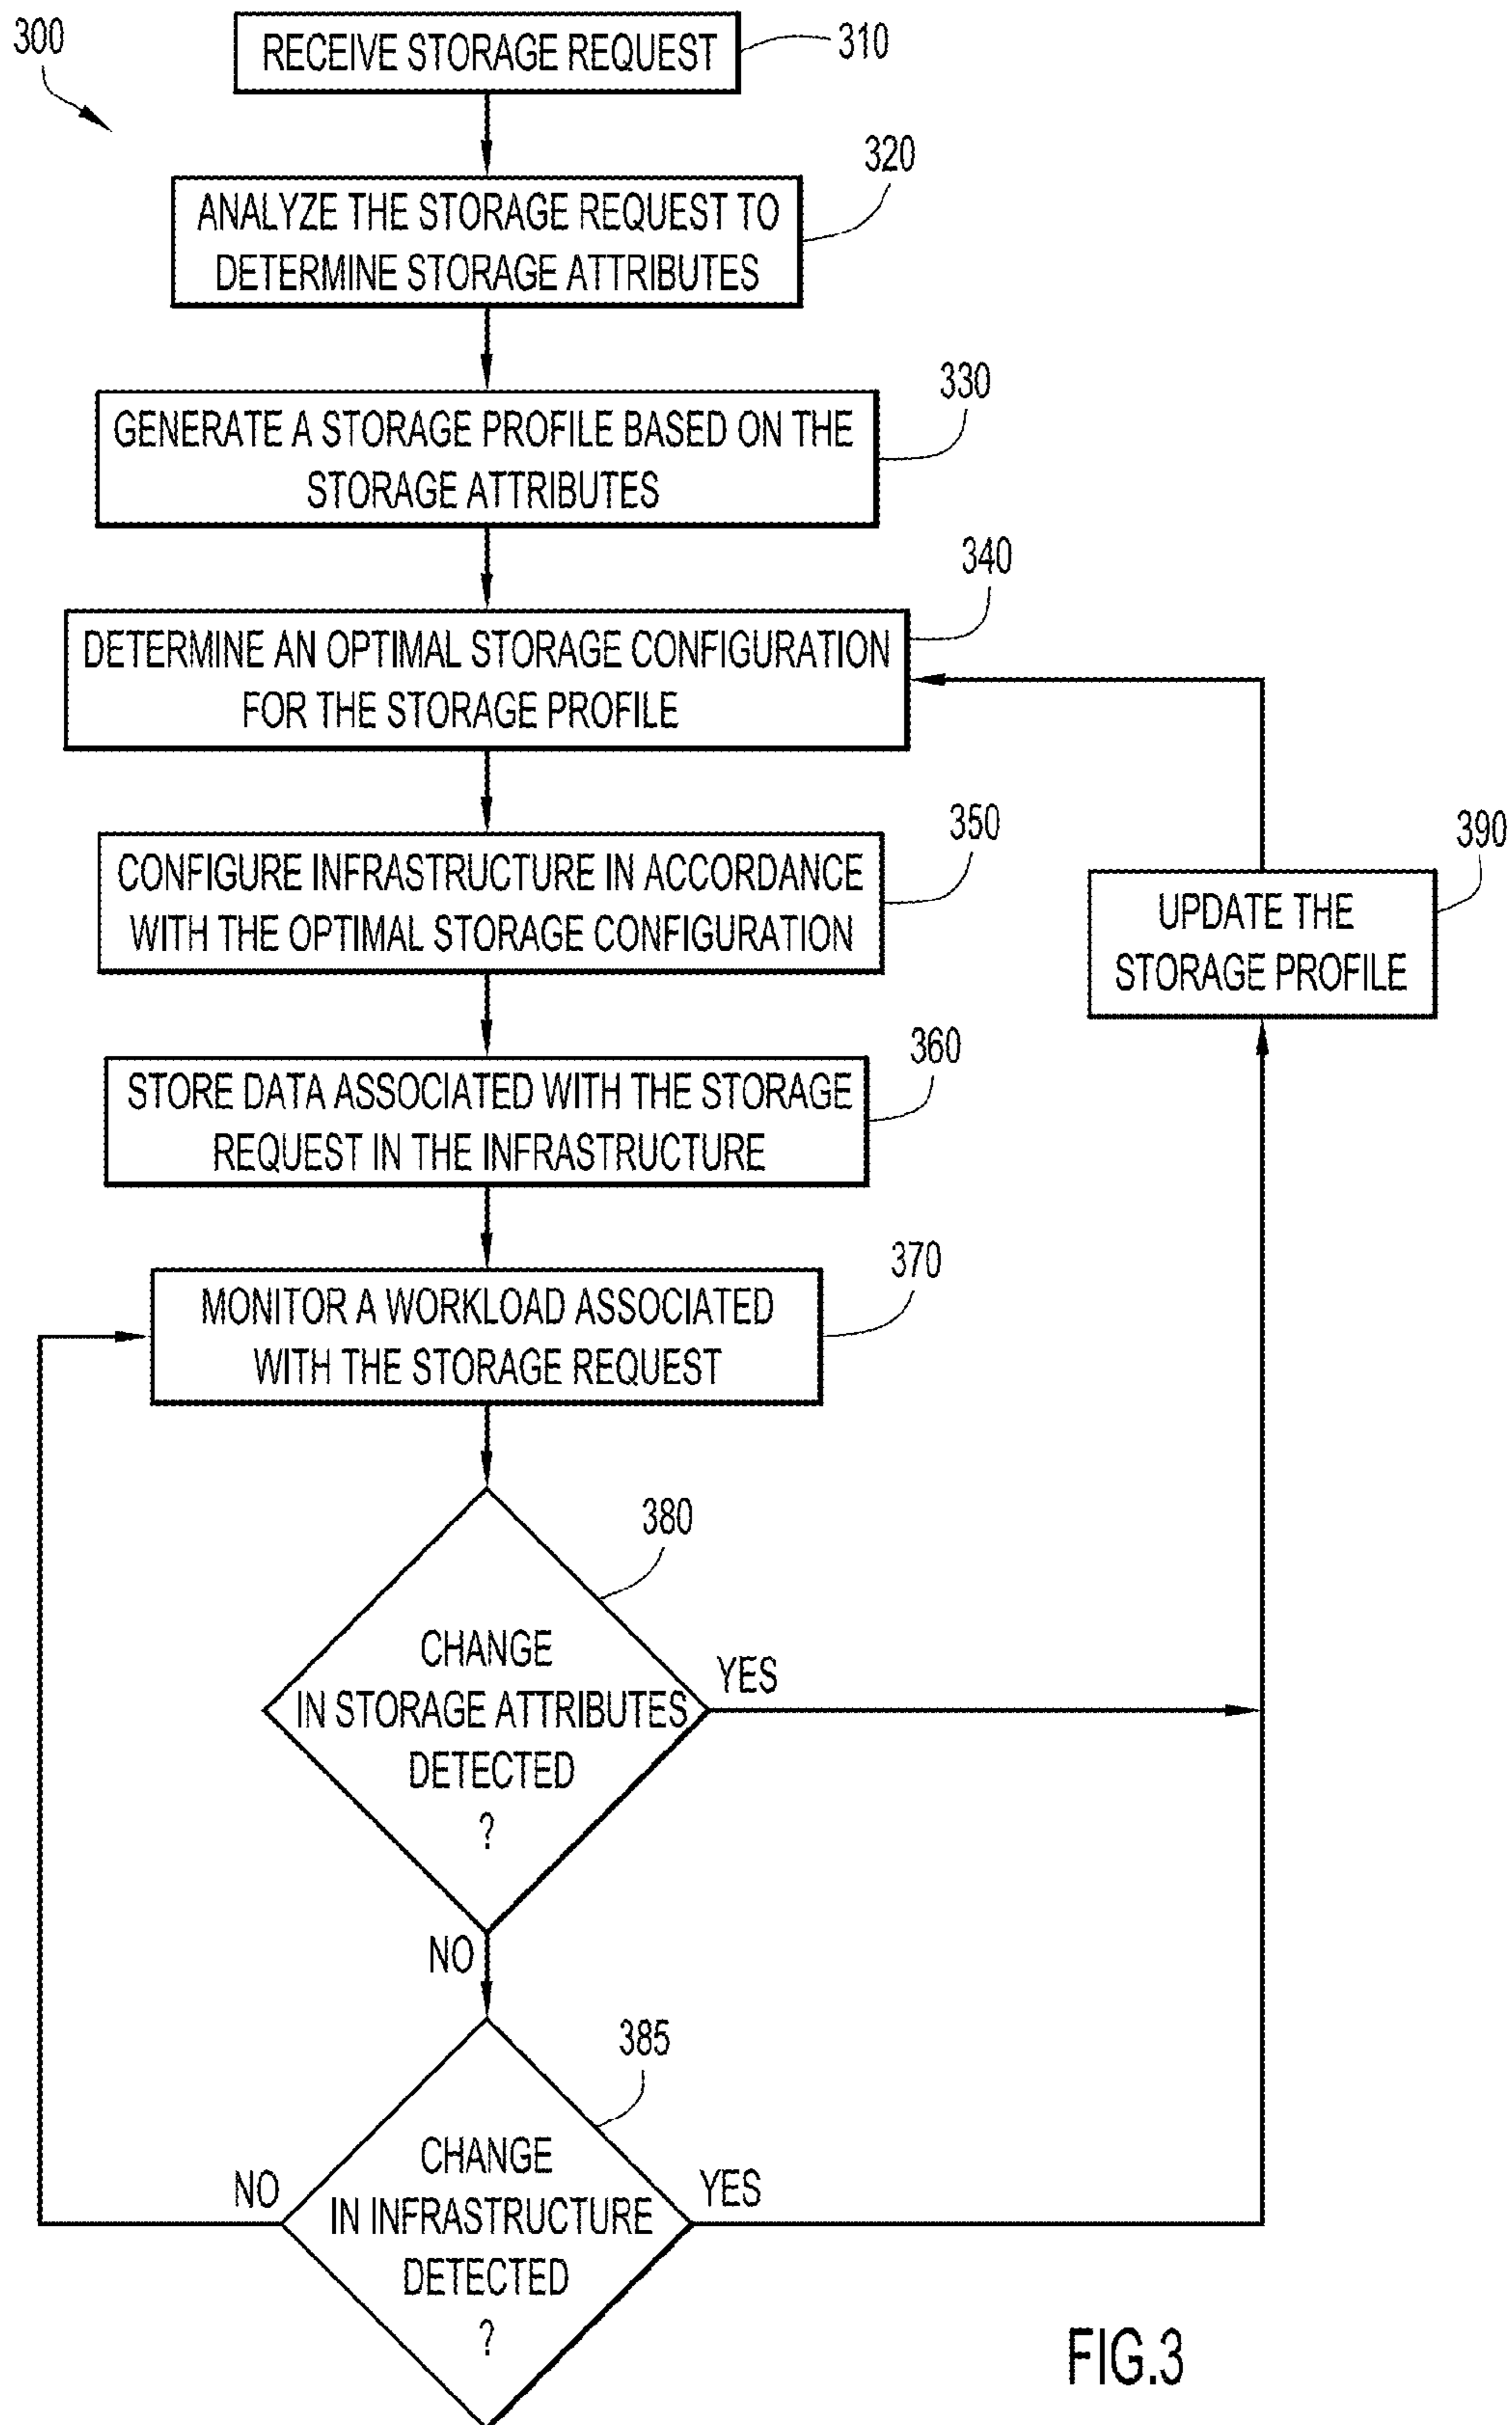 300
RECEIVE STORAGE REQUEST
310
320
ANALYZE THE STORAGE REQUEST TO
DETERMINE STORAGE ATTRIBUTES
330
GENERATE A STORAGE PROFILE BASED ON THE
STORAGE ATTRIBUTES
340
DETERMINE AN OPTIMAL STORAGE CONFIGURATION
FOR THE STORAGE PROFILE
350
CONFIGURE INFRASTRUCTURE IN ACCORDANCE
WITH THE OPTIMAL STORAGE CONFIGURATION
390
UPDATE THE
STORAGE PROFILE
360
STORE DATA ASSOCIATED WITH THE STORAGE
REQUEST IN THE INFRASTRUCTURE
370
MONITOR A WORKLOAD ASSOCIATED
WITH THE STORAGE REQUEST
380
CHANGE
IN STORAGE ATTRIBUTES
DETECTED
?
YES
NO
385
CHANGE
IN INFRASTRUCTURE
DETECTED
?
NO
YES
FIG.3